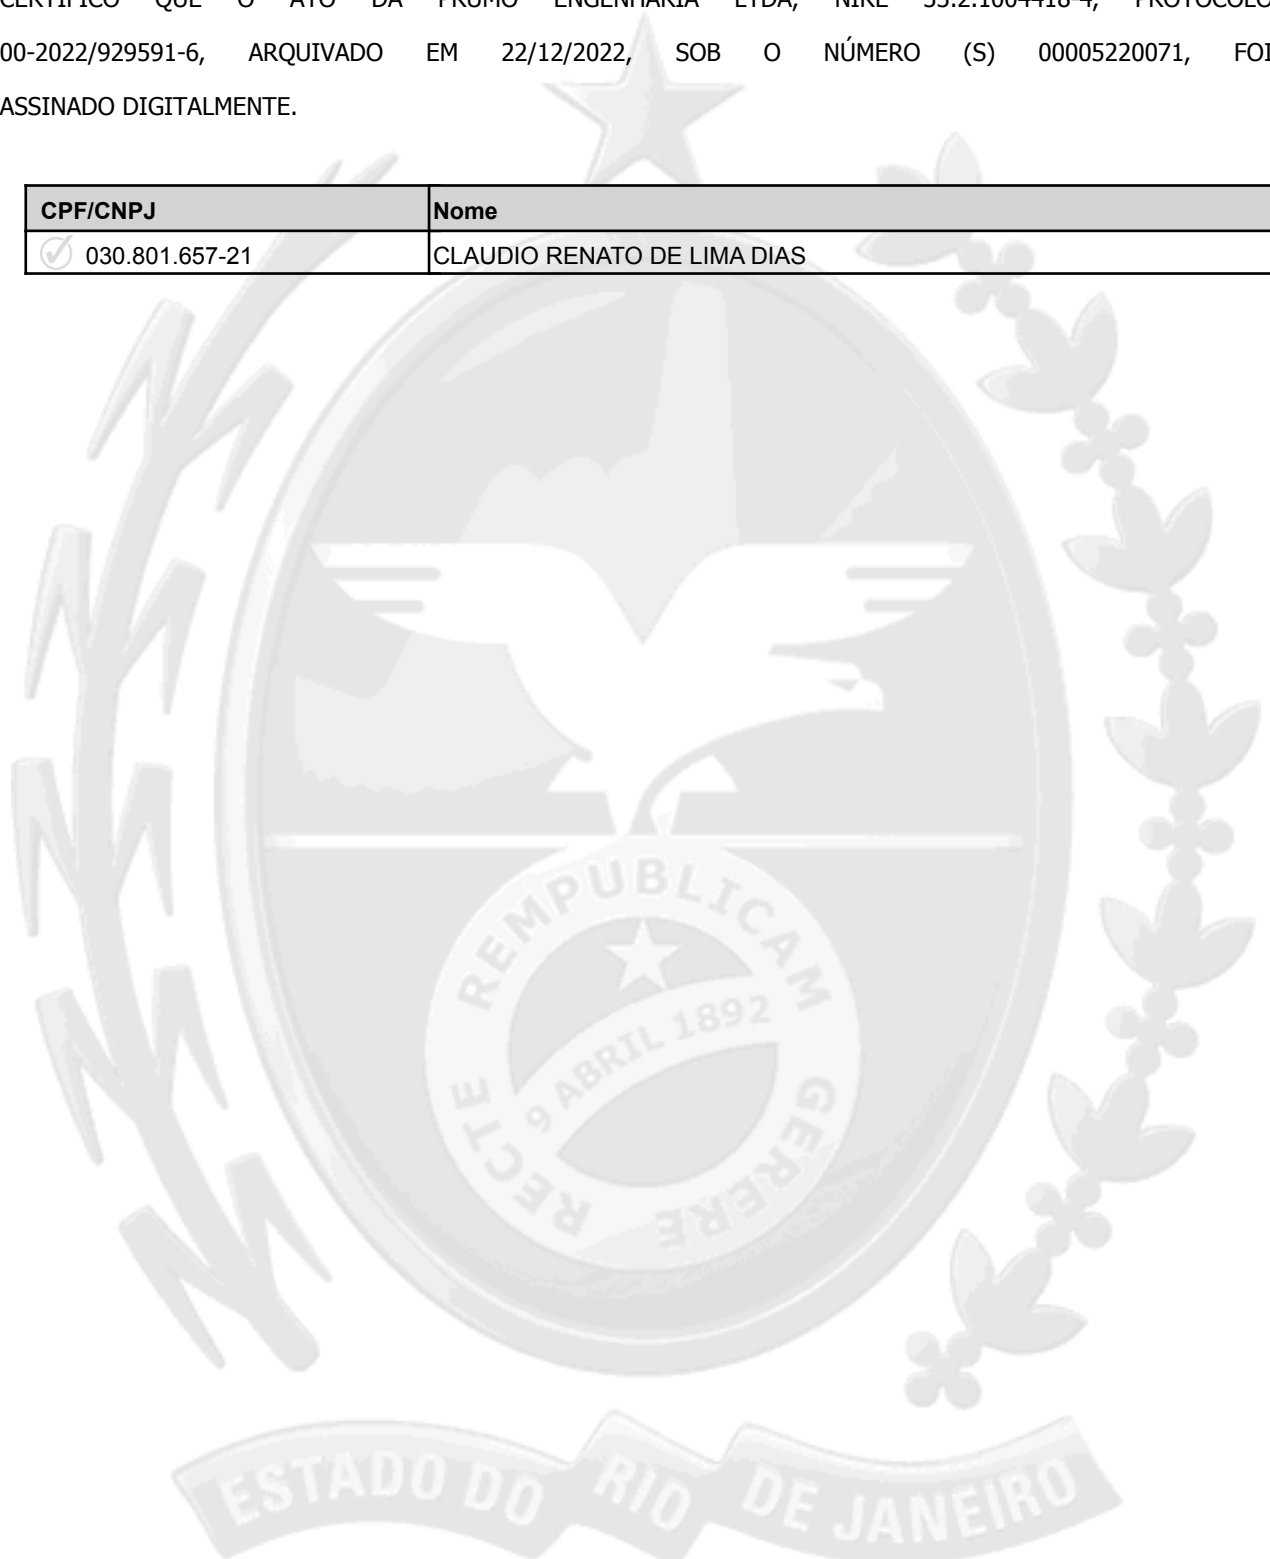 CERTIFICO QUE O ATO DA PRUMO ENGENHARIA LTDA, NIRE 33.2.1004418-4, PROTOCOLO
00-2022/929591-6, ARQUIVADO EM 22/12/2022, SOB O NÚMERO (S) 00005220071, FOI
ASSINADO DIGITALMENTE.
CPF/CNPJ Nome
030.801.657-21 CLAUDIO RENATO DE LIMA DIAS
RECTE REMPUBLICAM GERERE
9 ABRIL 1892
ESTADO DO RIO DE JANEIRO